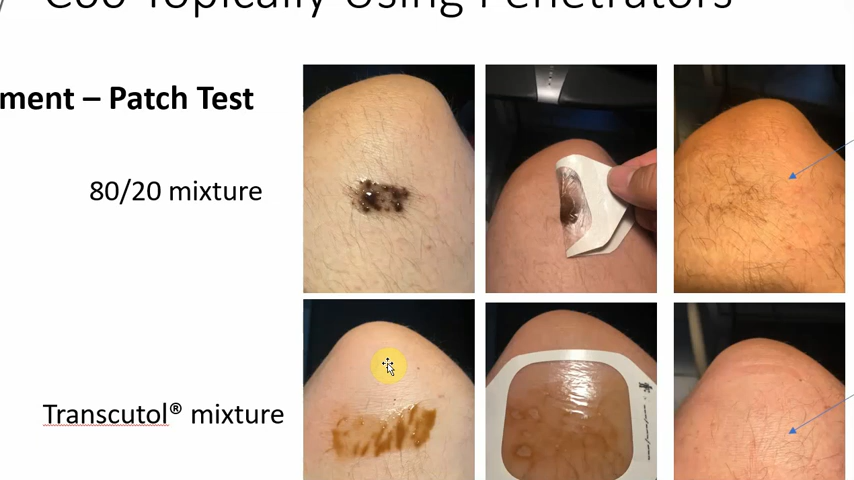 C60 Topically Using Penetrators
ment – Patch Test
80/20 mixture
Transcutol® mixture